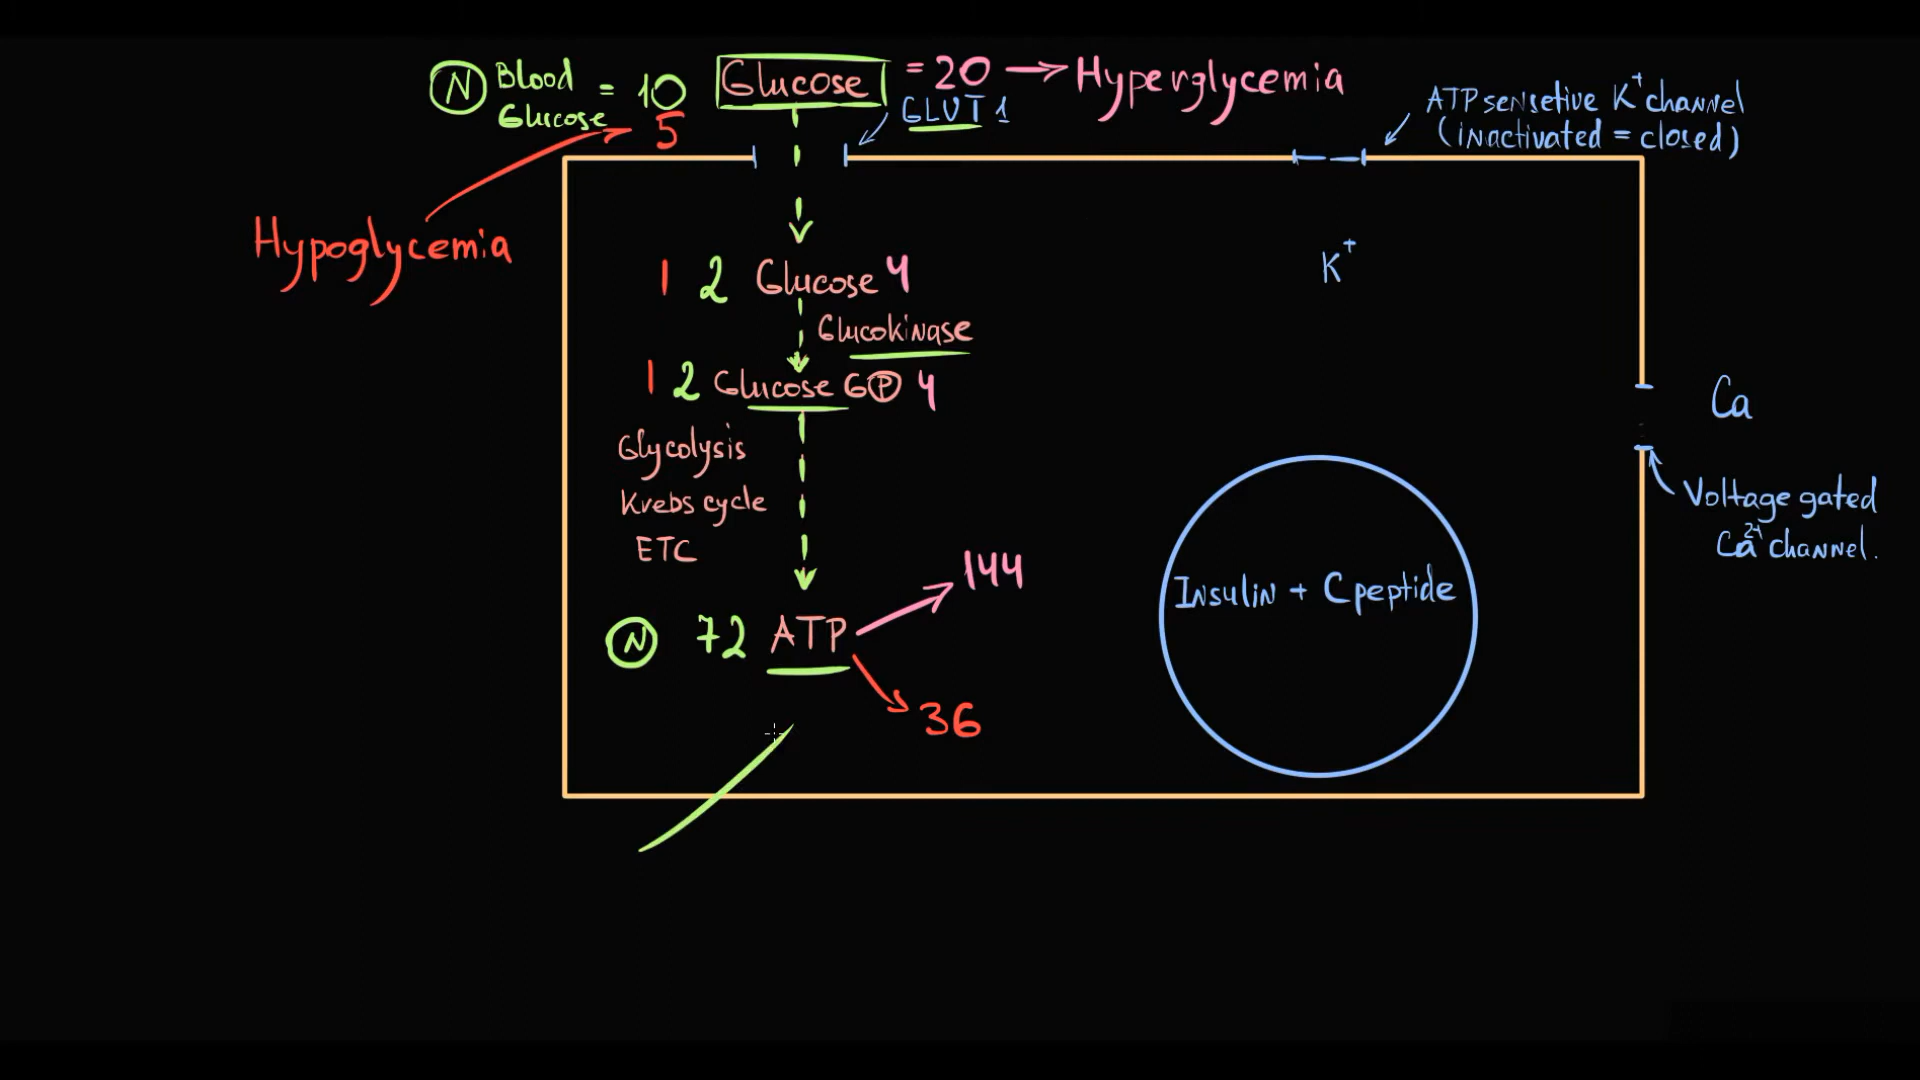 N Blood Glucose = 10
5
Glucose = 20 → Hyperglycemia
GLUT 1
ATP sensetive K+ channel
(inactivated = closed)
Hypoglycemia
1 2 Glucose 4
K+
Glucokinase
1 2 Glucose 6 P 4
Ca
Glycolysis
Krebs cycle
ETC
Voltage gated
Ca2+ channel.
144
Insulin + C peptide
N 72 ATP
36